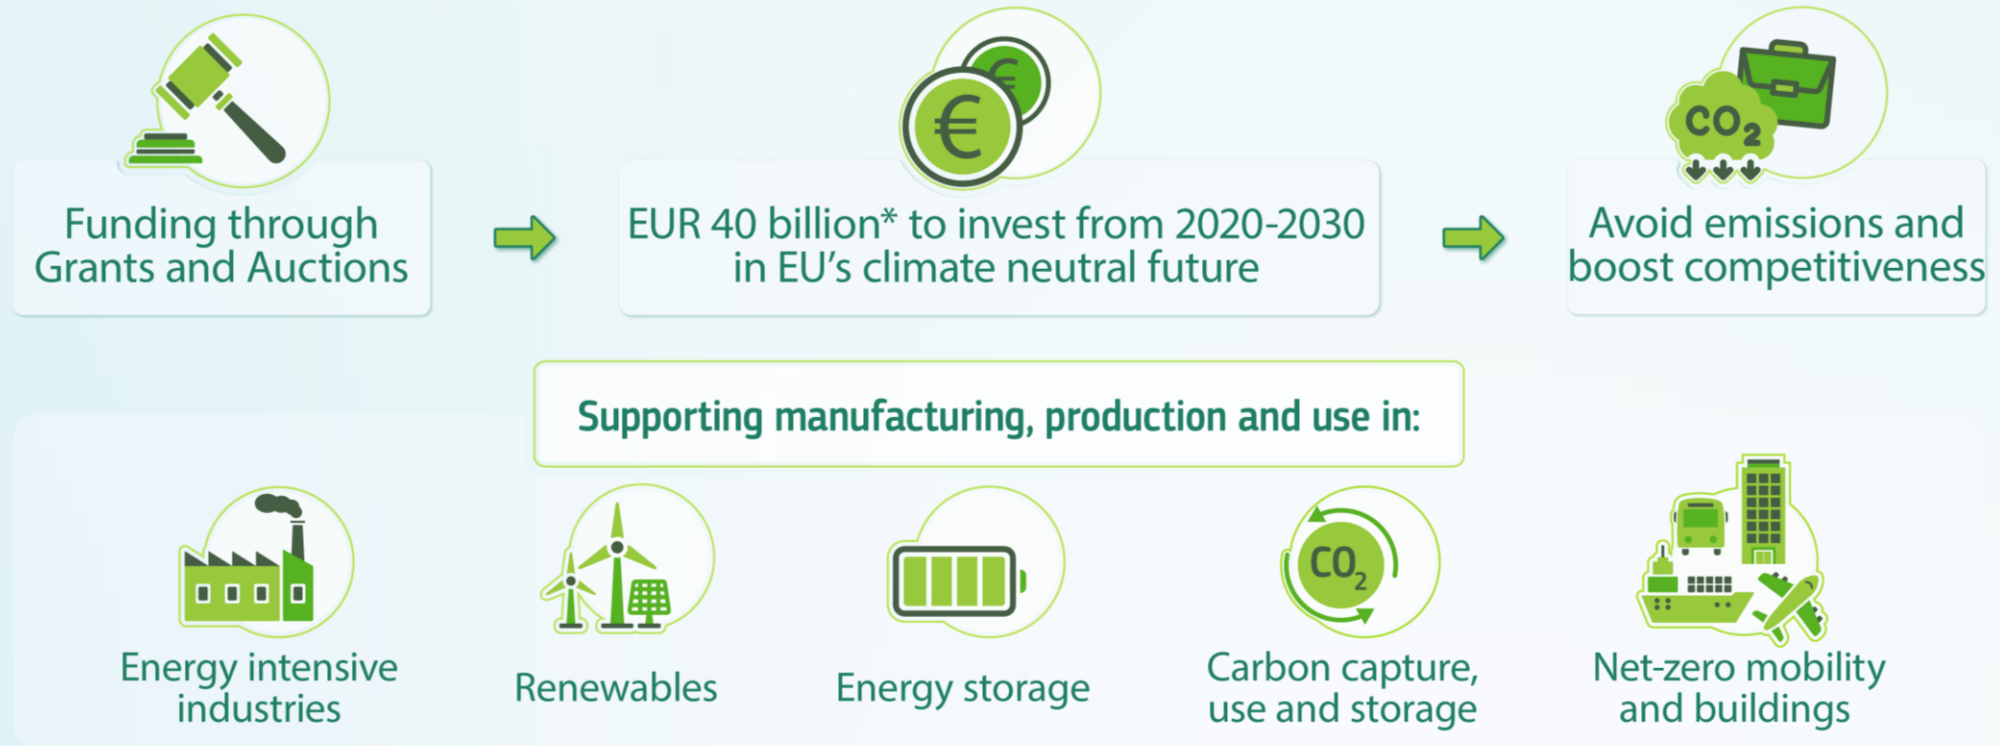 Funding through
Grants and Auctions
€
€
EUR 40 billion* to invest from 2020-2030
in EU's climate neutral future
CO₂
Avoid emissions and
boost competitiveness
Supporting manufacturing, production and use in:
Energy intensive
industries
Renewables
Energy storage
CO₂
Carbon capture,
use and storage
Net-zero mobility
and buildings